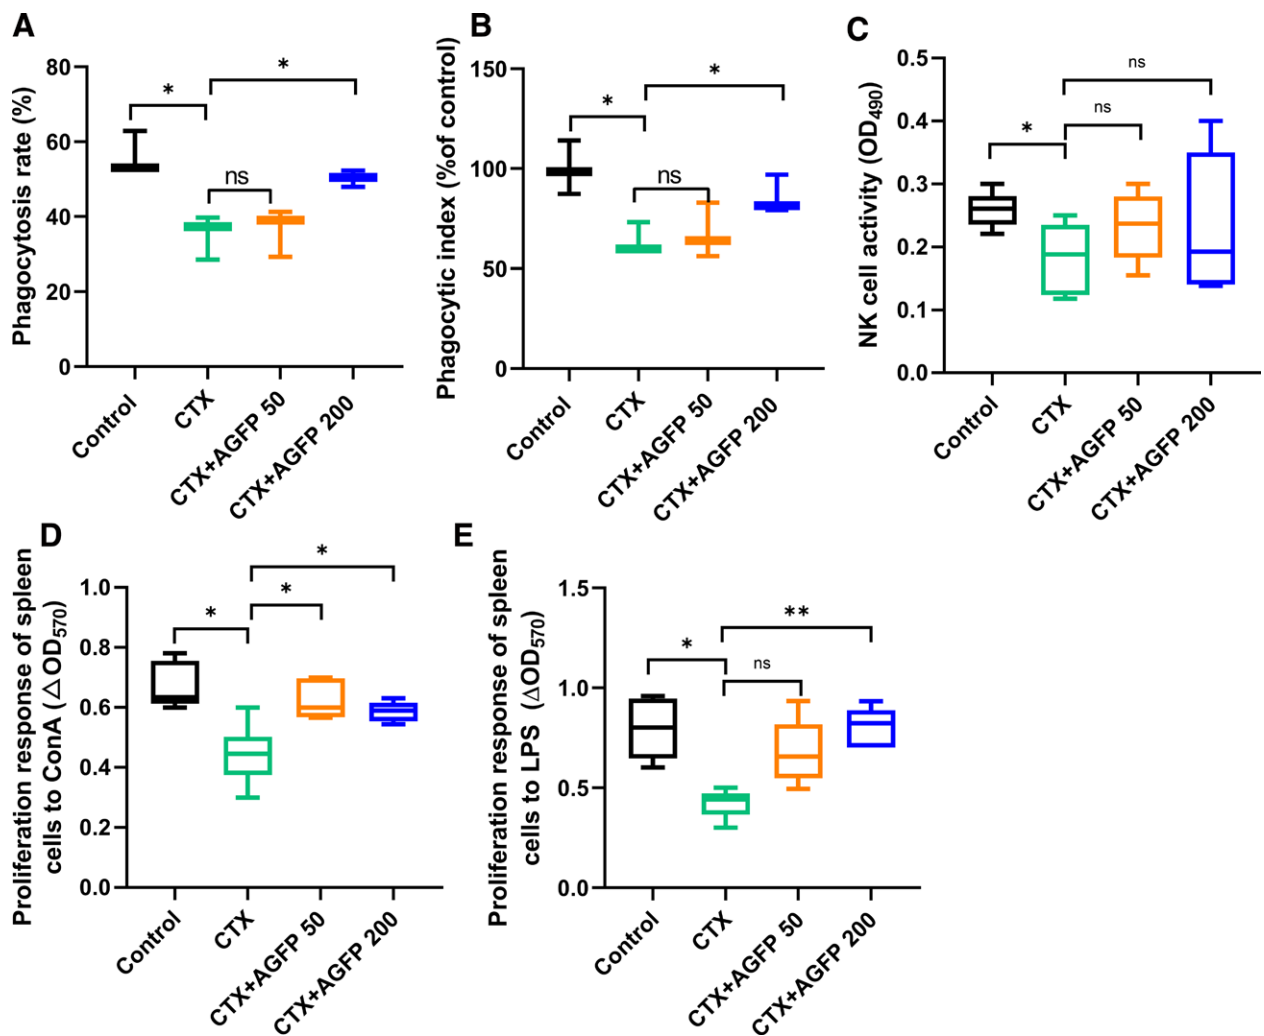 A
Phagocytosis rate (%)
80
60
40
20
0
*
*
ns
Control
CTX
CTX+AGFP 50
CTX+AGFP 200
B
Phagocytic index (%of control)
150
100
50
0
*
*
ns
Control
CTX
CTX+AGFP 50
CTX+AGFP 200
C
NK cell activity (OD490)
0.5
0.4
0.3
0.2
0.1
0.0
ns
ns
*
Control
CTX
CTX+AGFP 50
CTX+AGFP 200
D
Proliferation response of spleen
cells to ConA (△OD570)
1.0
0.8
0.6
0.4
0.2
0.0
*
*
*
Control
CTX
CTX+AGFP 50
CTX+AGFP 200
E
Proliferation response of spleen
cells to LPS (ΔOD570)
1.5
1.0
0.5
0.0
**
*
ns
Control
CTX
CTX+AGFP 50
CTX+AGFP 200